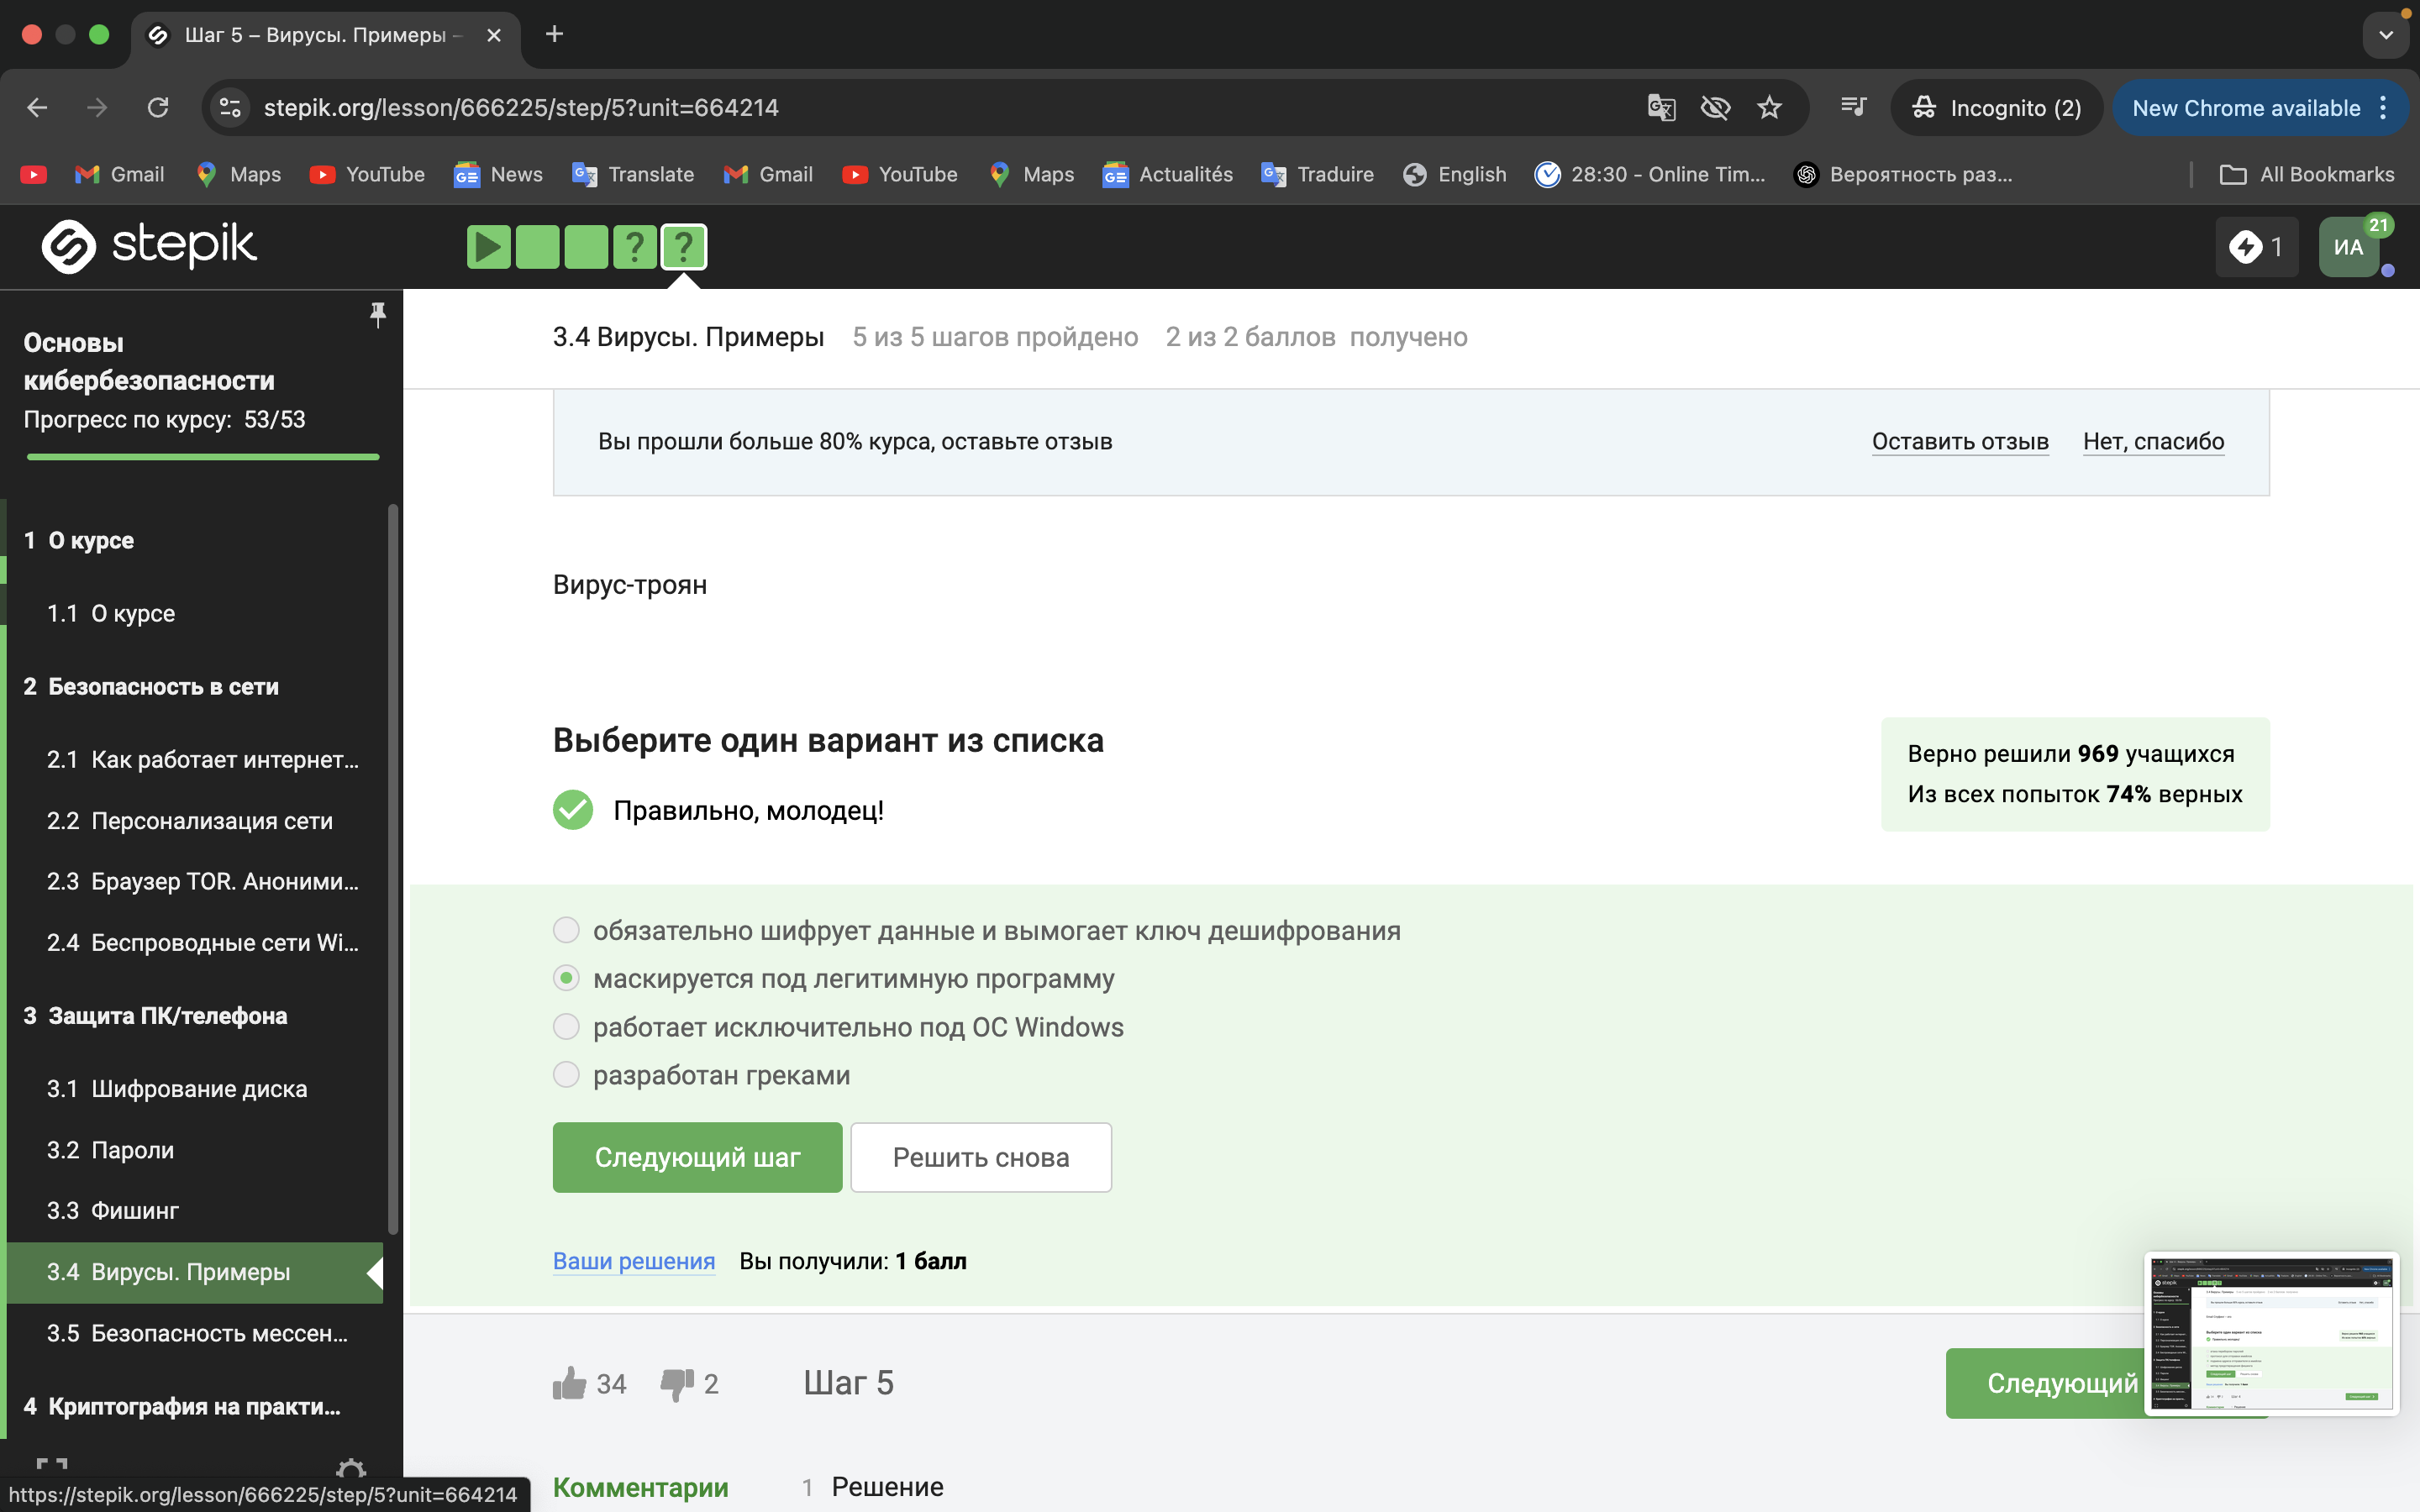 Шаг 5 – Вирусы. Примеры –
stepik.org/lesson/666225/step/5?unit=664214
Incognito (2)
New Chrome available
Gmail
Maps
YouTube
News
Translate
Gmail
YouTube
Maps
Actualités
Traduire
English
28:30 - Online Tim...
Вероятность раз...
All Bookmarks
stepik
?
?
1
ИА
21
Основы
кибербезопасности
Прогресс по курсу: 53/53
1 О курсе
1.1 О курсе
2 Безопасность в сети
2.1 Как работает интернет...
2.2 Персонализация сети
2.3 Браузер TOR. Аноними...
2.4 Беспроводные сети Wi...
3 Защита ПК/телефона
3.1 Шифрование диска
3.2 Пароли
3.3 Фишинг
3.4 Вирусы. Примеры
3.5 Безопасность мессен...
4 Криптография на практи...
https://stepik.org/lesson/666225/step/5?unit=664214
3.4 Вирусы. Примеры 5 из 5 шагов пройдено 2 из 2 баллов получено
Вы прошли больше 80% курса, оставьте отзыв
Оставить отзыв
Нет, спасибо
Вирус-троян
Выберите один вариант из списка
Правильно, молодец!
Верно решили 969 учащихся
Из всех попыток 74% верных
обязательно шифрует данные и вымогает ключ дешифрования
маскируется под легитимную программу
работает исключительно под ОС Windows
разработан греками
Следующий шаг
Решить снова
Ваши решения
Вы получили: 1 балл
34
2
Шаг 5
Следующий
Комментарии
1 Решение